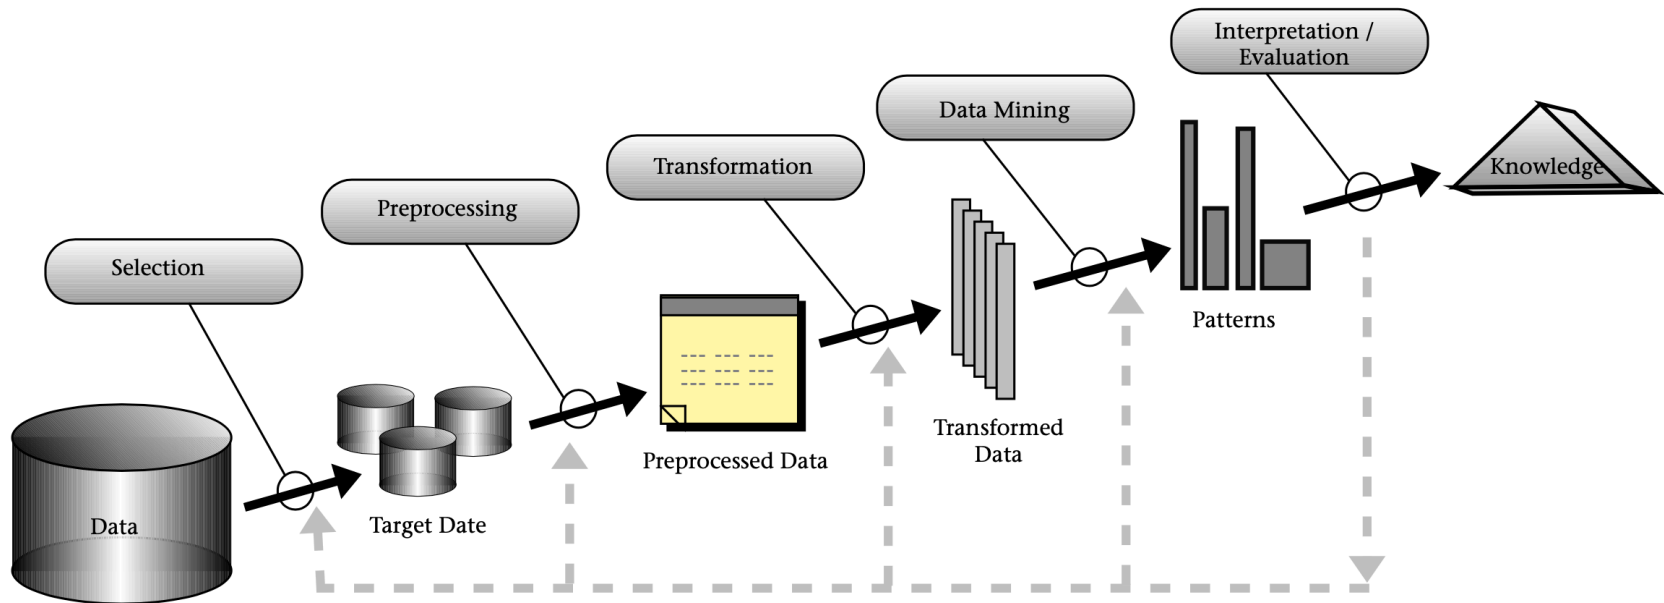 Interpretation /
Evaluation
Data Mining
Transformation
Knowledge
Preprocessing
Selection
Patterns
Transformed
Data
Preprocessed Data
Target Date
Data